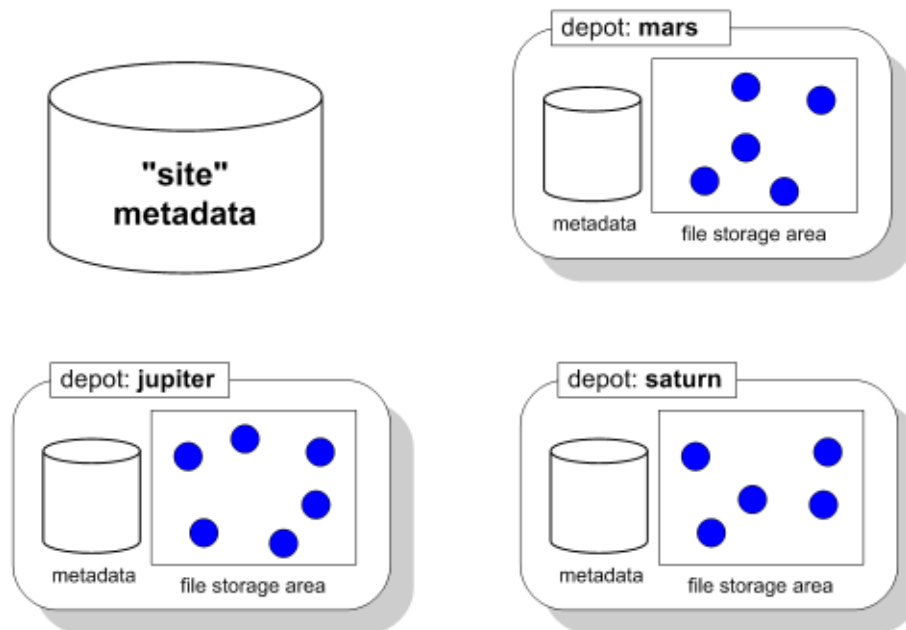 depot: mars
"site"
metadata
metadata
file storage area
depot: jupiter
metadata
file storage area
depot: saturn
metadata
file storage area